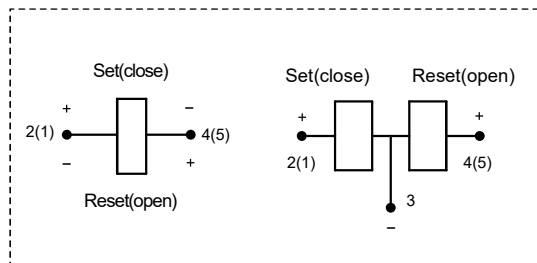 Set(close)
+ –
2(1) 4(5)
– +
Reset(open)
Set(close) Reset(open)
+ +
2(1) 4(5)
3
–